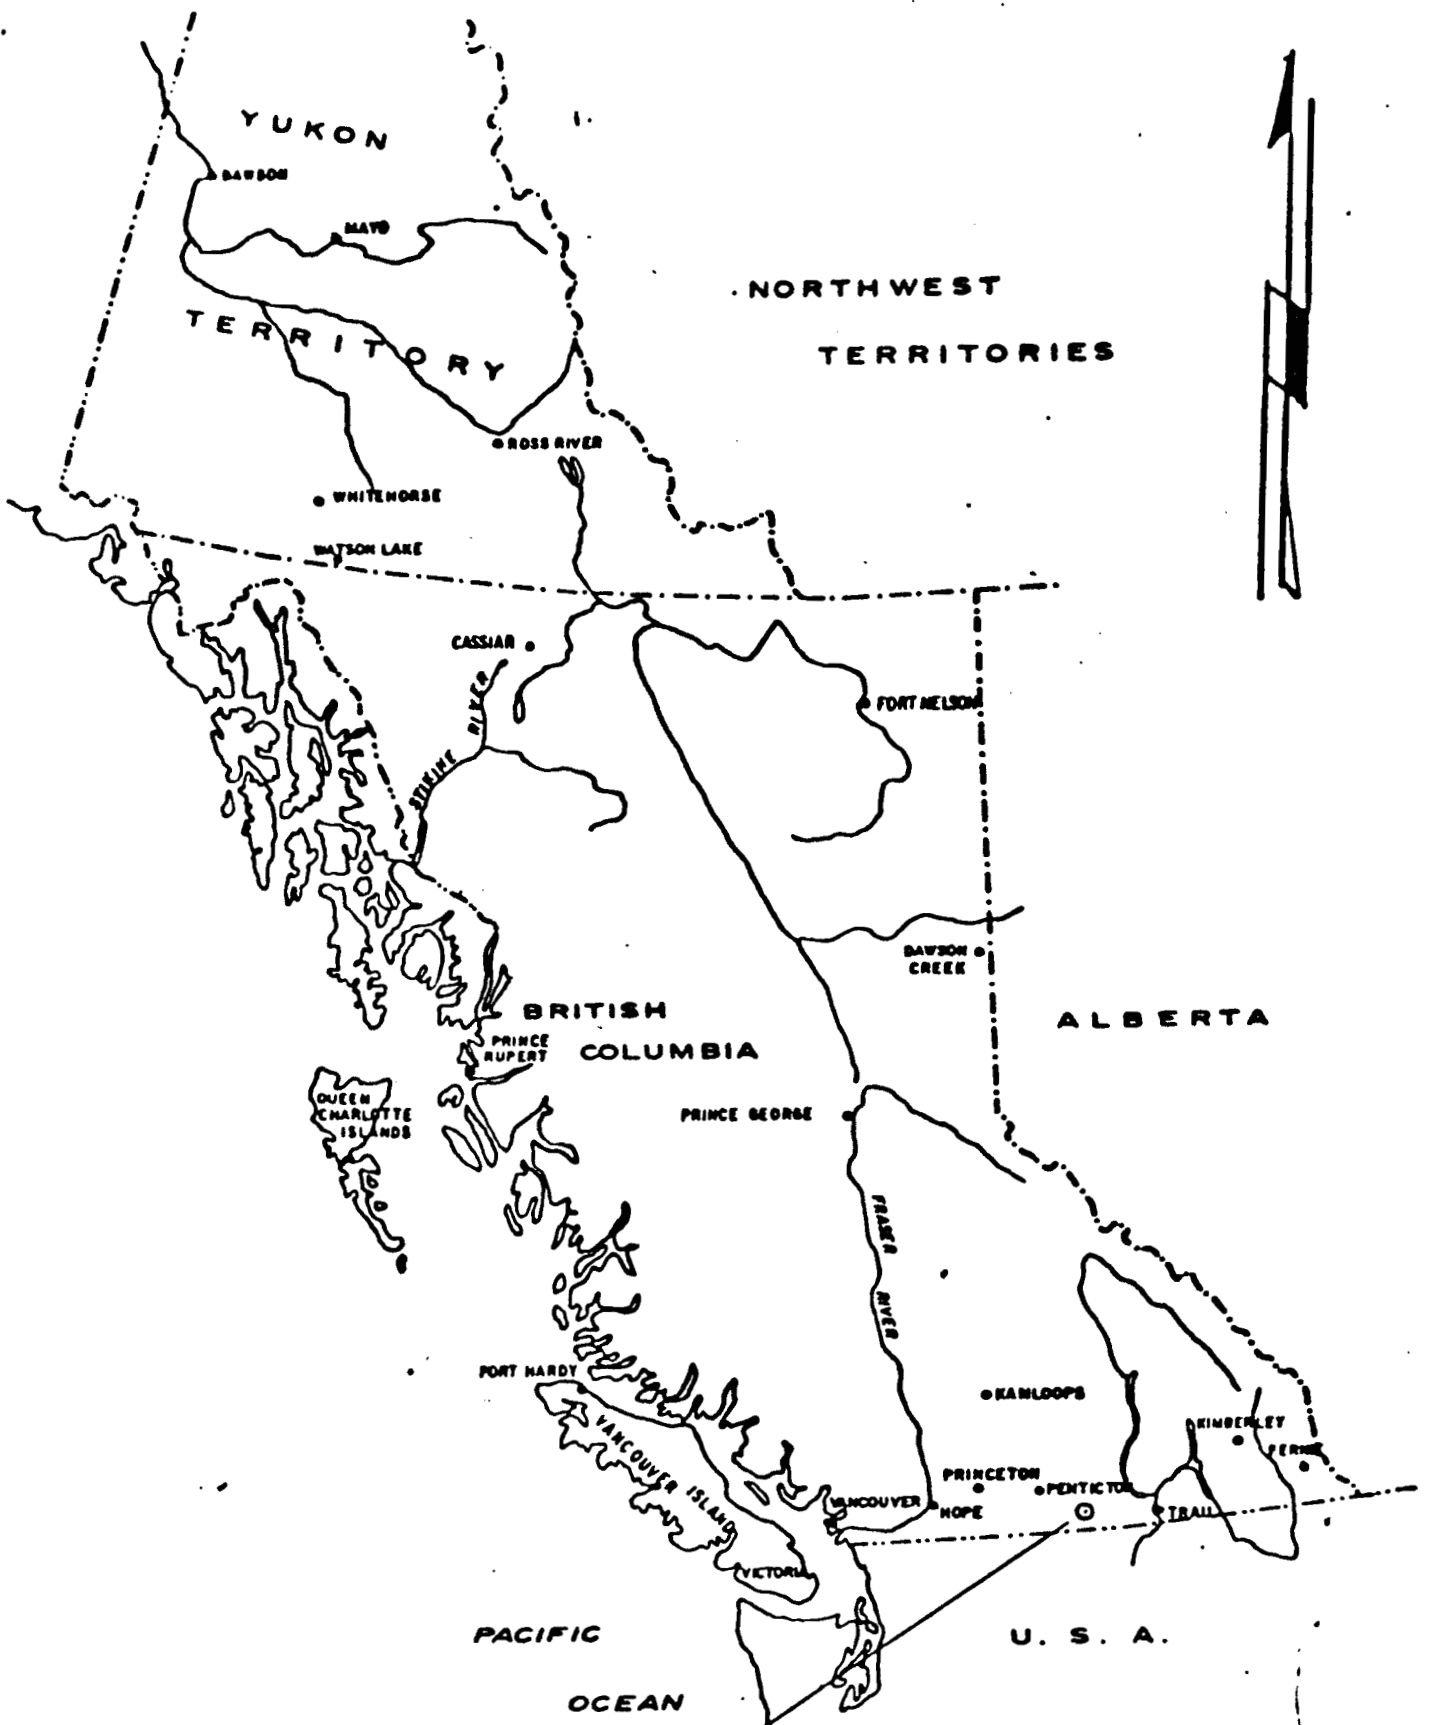 YUKON
DAWSON
MAYO
NORTHWEST
TERRITORY
TERRITORIES
ROSS RIVER
WHITEHORSE
WATSON LAKE
CASSIAR
STIKINE RIVER
FORT NELSON
DAWSON
CREEK
BRITISH
COLUMBIA
ALBERTA
PRINCE
RUPERT
QUEEN
CHARLOTTE
ISLANDS
PRINCE GEORGE
FRASER RIVER
PORT HARDY
VANCOUVER ISLAND
KAMLOOPS
KIMBERLEY
FERNIE
PRINCETON
PENTICTON
VANCOUVER
HOPE
TRAIL
VICTORIA
PACIFIC
OCEAN
U. S. A.